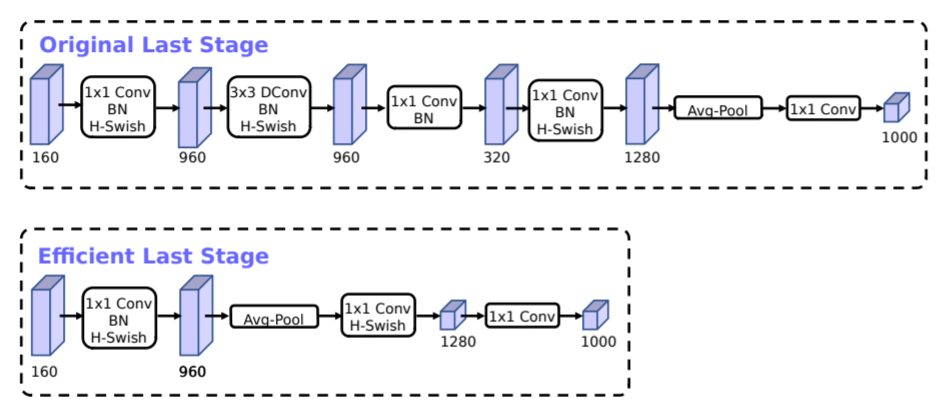 Original Last Stage
1x1 Conv
BN
H-Swish
3x3 DConv
BN
H-Swish
1x1 Conv
BN
1x1 Conv
BN
H-Swish
Avg-Pool
1x1 Conv
160
960
960
320
1280
1000
Efficient Last Stage
1x1 Conv
BN
H-Swish
Avg-Pool
1x1 Conv
H-Swish
1x1 Conv
160
960
1280
1000